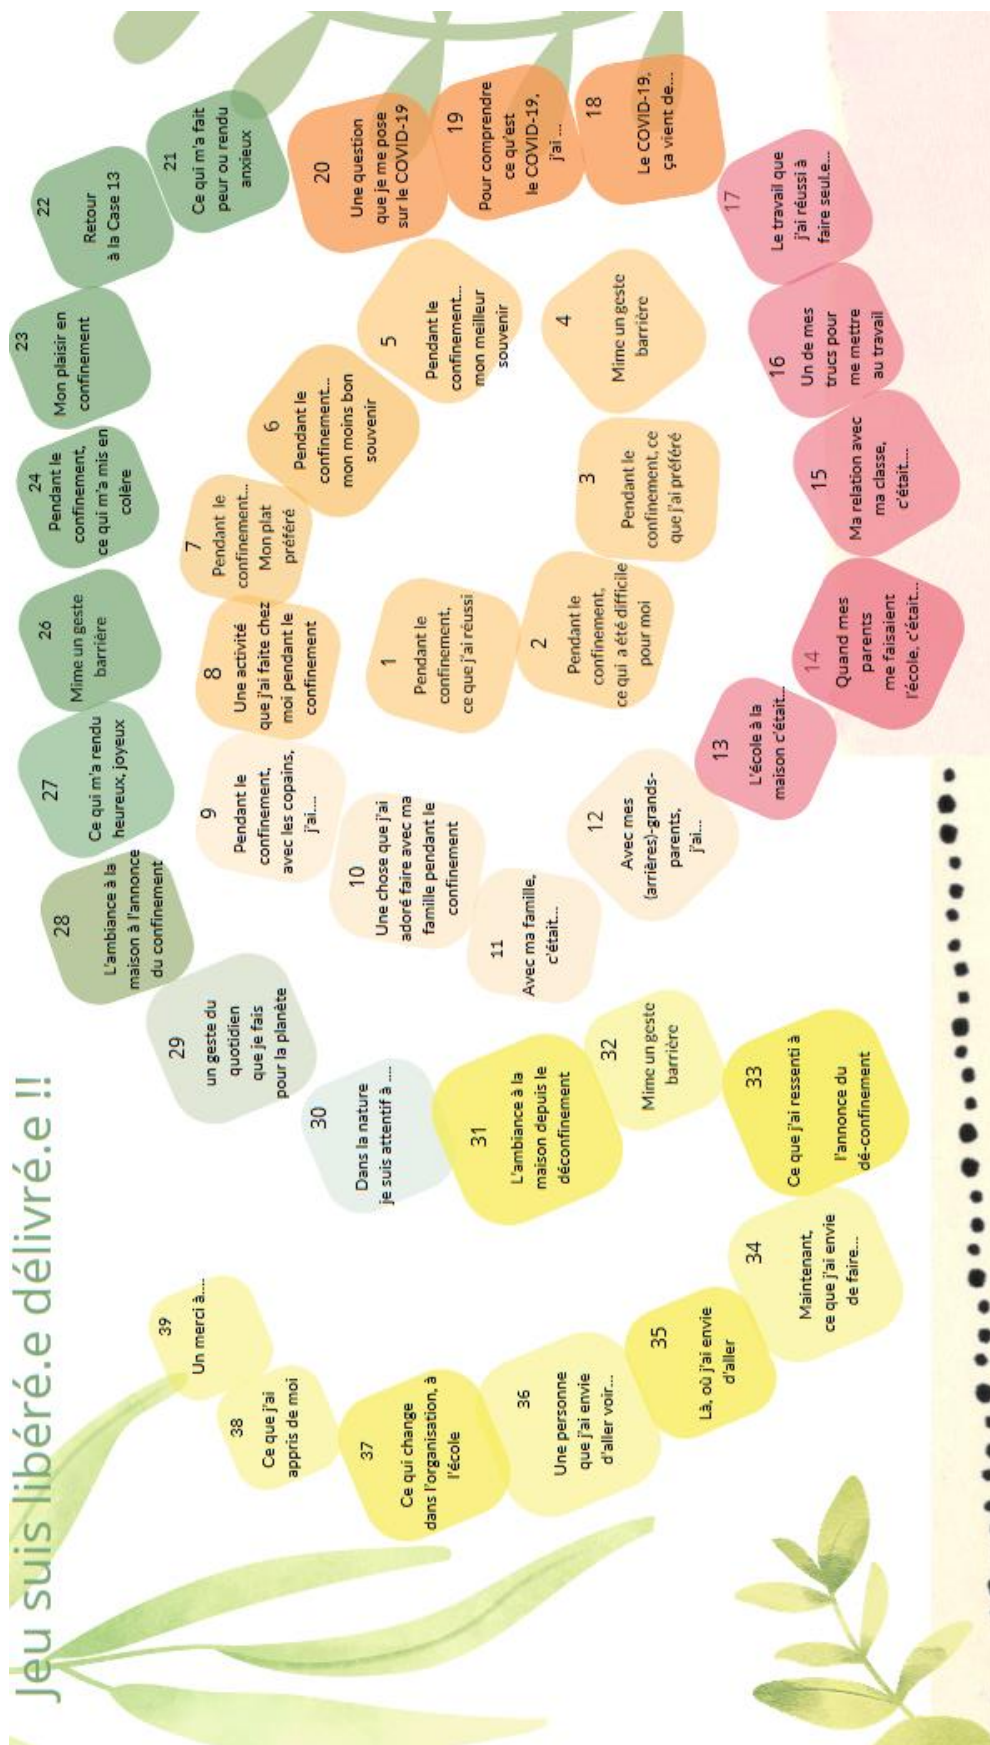 Jeu suis libéré.e délivré.e !!
1
Pendant le
confinement,
ce que j'ai réussi
2
Pendant le
confinement,
ce qui a été difficile
pour moi
3
Pendant le
confinement, ce
que j'ai préféré
4
Mime un geste
barrière
5
Pendant le
confinement...
mon meilleur
souvenir
6
Pendant le
confinement...
mon moins bon
souvenir
7
Pendant le
confinement...
Mon plat
préféré
8
Une activité
que j'ai faite chez
moi pendant le
confinement
9
Pendant le
confinement,
avec les copains,
j'ai....
10
Une chose que j'ai
adoré faire avec ma
famille pendant le
confinement
11
Avec ma famille,
c'était...
12
Avec mes
(arrières)-grands-
parents,
j'ai...
13
L'école à la
maison c'était...
14
Quand mes
parents
me faisaient
l'école, c'était...
15
Ma relation avec
ma classe,
c'était....
16
Un de mes
trucs pour
me mettre
au travail
17
Le travail que
j'ai réussi à
faire seul.e...
18
Le COVID-19,
ça vient de...
19
Pour comprendre
ce qu'est
le COVID-19,
j'ai ...
20
Une question
que je me pose
sur le COVID-19
21
Ce qui m'a fait
peur ou rendu
anxieux
22
Retour
à la Case 13
23
Mon plaisir en
confinement
24
Pendant le
confinement,
ce qui m'a mis en
colère
26
Mime un geste
barrière
27
Ce qui m'a rendu
heureux, joyeux
28
L'ambiance à la
maison à l'annonce
du confinement
29
un geste du
quotidien
que je fais
pour la planète
30
Dans la nature
je suis attentif à ....
31
L'ambiance à la
maison depuis le
déconfinement
32
Mime un geste
barrière
33
Ce que j'ai ressenti à
l'annonce du
dé-confinement
34
Maintenant,
ce que j'ai envie
de faire...
35
Là, où j'ai envie
d'aller
36
Une personne
que j'ai envie
d'aller voir...
37
Ce qui change
dans l'organisation, à
l'école
38
Ce que j'ai
appris de moi
39
Un merci à....